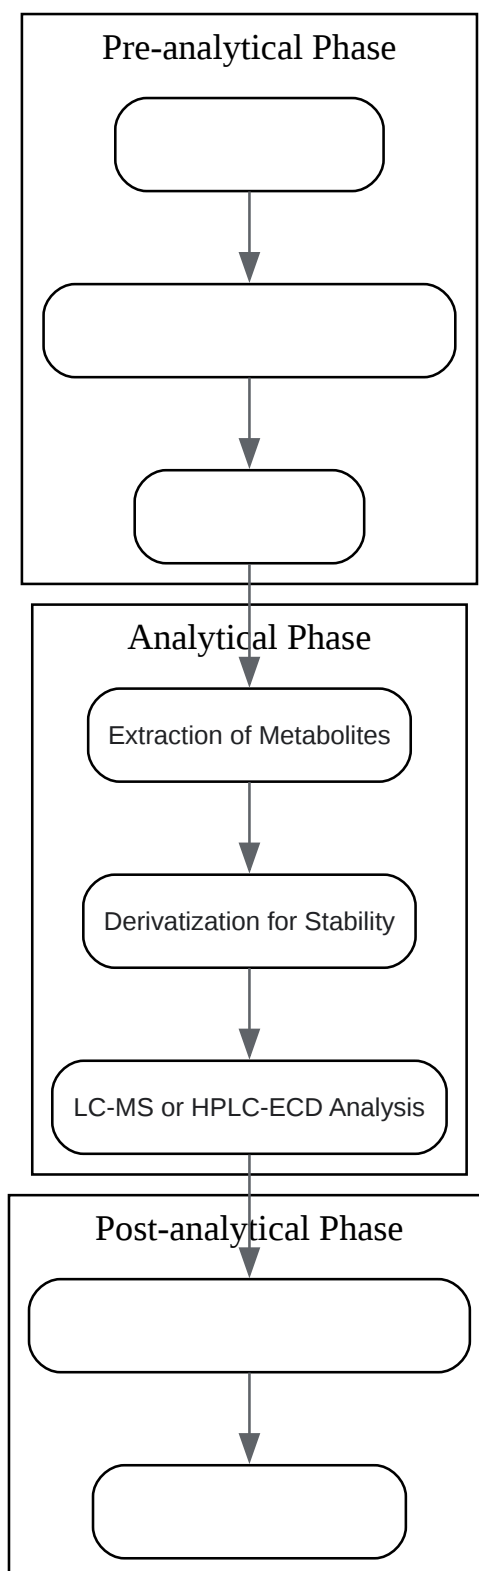 Pre-analytical Phase
Analytical Phase
Extraction of Metabolites
Derivatization for Stability
LC-MS or HPLC-ECD Analysis
Post-analytical Phase